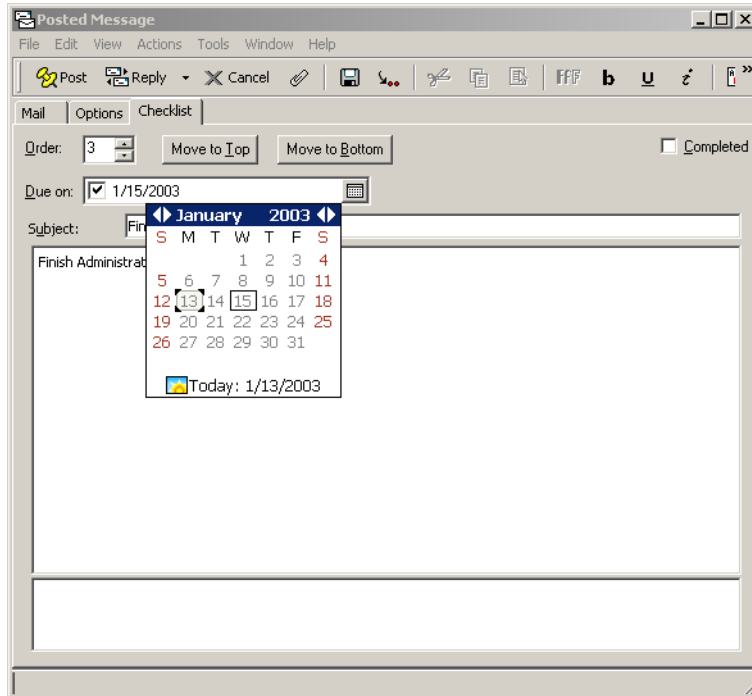 Posted Message
File Edit View Actions Tools Window Help
Post Reply Cancel FFF b u i »
Mail Options Checklist
Order: 3 Move to Top Move to Bottom Completed
Due on: 1/15/2003
January 2003
Subject: Fin
S M T W T F S
Finish Administrat
1 2 3 4
5 6 7 8 9 10 11
12 13 14 15 16 17 18
19 20 21 22 23 24 25
26 27 28 29 30 31
Today: 1/13/2003